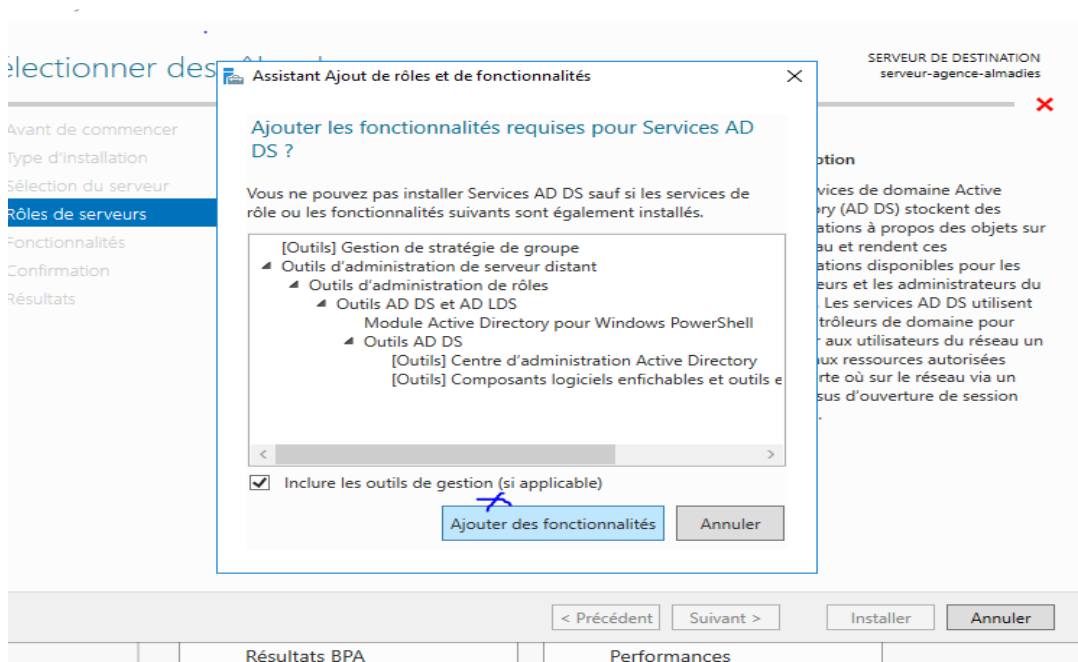 électionner des
Assistant Ajout de rôles et de fonctionnalités
SERVEUR DE DESTINATION
serveur-agence-almadies
Avant de commencer
Type d'installation
Sélection du serveur
Rôles de serveurs
Fonctionnalités
Confirmation
Résultats
Ajouter les fonctionnalités requises pour Services AD
DS ?
Vous ne pouvez pas installer Services AD DS sauf si les services de
rôle ou les fonctionnalités suivants sont également installés.
[Outils] Gestion de stratégie de groupe
Outils d'administration de serveur distant
Outils d'administration de rôles
Outils AD DS et AD LDS
Module Active Directory pour Windows PowerShell
Outils AD DS
[Outils] Centre d'administration Active Directory
[Outils] Composants logiciels enfichables et outils e
Inclure les outils de gestion (si applicable)
Ajouter des fonctionnalités
Annuler
ption
vices de domaine Active
ory (AD DS) stockent des
ations à propos des objets sur
au et rendent ces
ations disponibles pour les
eurs et les administrateurs du
. Les services AD DS utilisent
trôleurs de domaine pour
r aux utilisateurs du réseau un
aux ressources autorisées
rte où sur le réseau via un
sus d'ouverture de session
.
< Précédent
Suivant >
Installer
Annuler
Résultats BPA
Performances